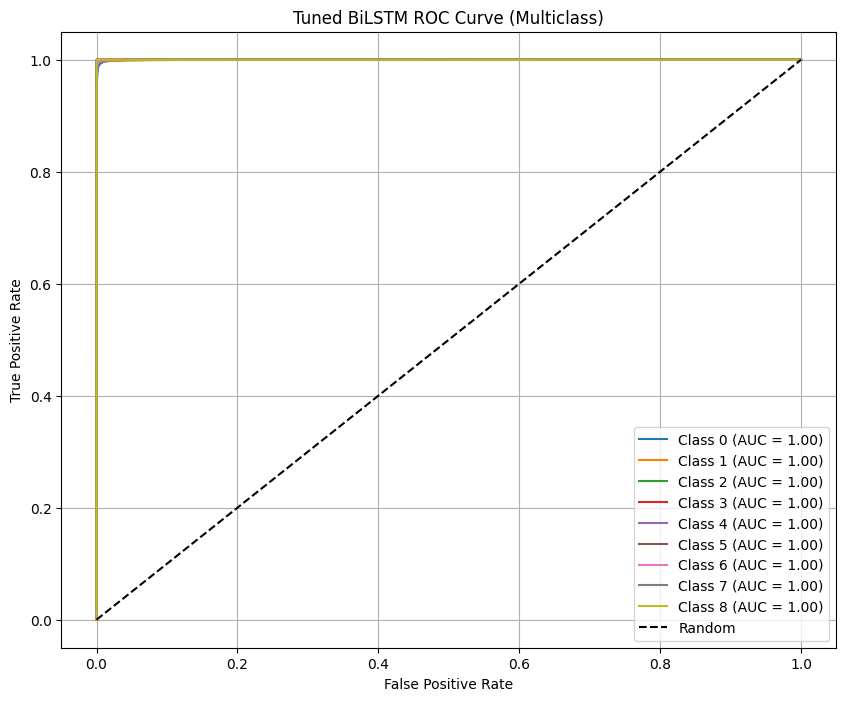 Tuned BiLSTM ROC Curve (Multiclass)
True Positive Rate
1.0
0.8
0.6
0.4
0.2
0.0
Class 0 (AUC = 1.00)
Class 1 (AUC = 1.00)
Class 2 (AUC = 1.00)
Class 3 (AUC = 1.00)
Class 4 (AUC = 1.00)
Class 5 (AUC = 1.00)
Class 6 (AUC = 1.00)
Class 7 (AUC = 1.00)
Class 8 (AUC = 1.00)
Random
0.0 0.2 0.4 0.6 0.8 1.0
False Positive Rate